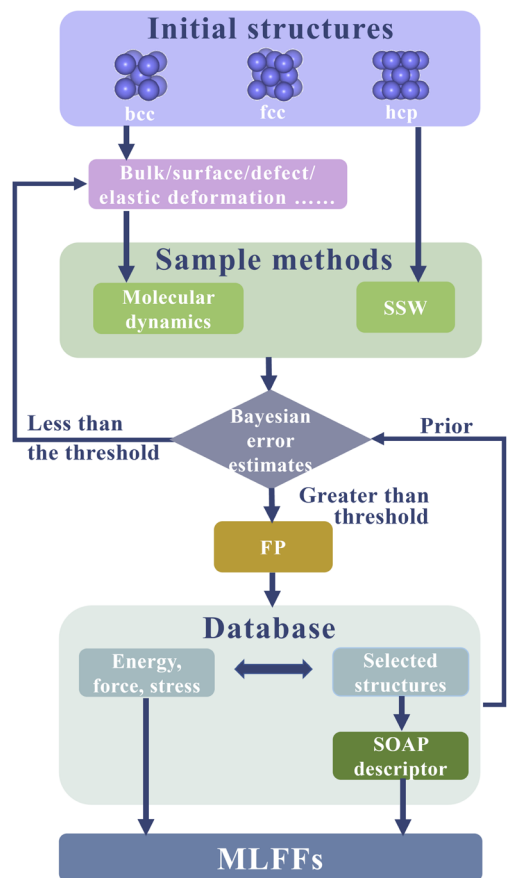 Initial structures
bcc
fcc
hcp
Bulk/surface/defect/
elastic deformation ……
Sample methods
Molecular
dynamics
SSW
Less than
the threshold
Bayesian
error
estimates
Prior
Greater than
threshold
FP
Database
Energy,
force, stress
Selected
structures
SOAP
descriptor
MLFFs